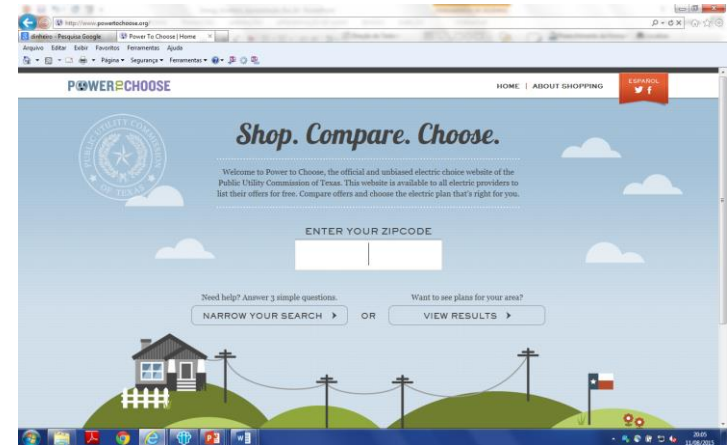 http://www.powertochoose.org/
dinheiro - Pesquisa Google
Power To Choose | Home
Arquivo Editar Exibir Favoritos Ferramentas Ajuda
Página Segurança Ferramentas
POWER TO CHOOSE
HOME | ABOUT SHOPPING
ESPAÑOL
PUBLIC UTILITY COMMISSION OF TEXAS
Shop. Compare. Choose.
Welcome to Power to Choose, the official and unbiased electric choice website of the
Public Utility Commission of Texas. This website is available to all electric providers to
list their offers for free. Compare offers and choose the electric plan that's right for you.
ENTER YOUR ZIPCODE
Need help? Answer 3 simple questions.
Want to see plans for your area?
NARROW YOUR SEARCH
OR
VIEW RESULTS
20:05
11/08/2015